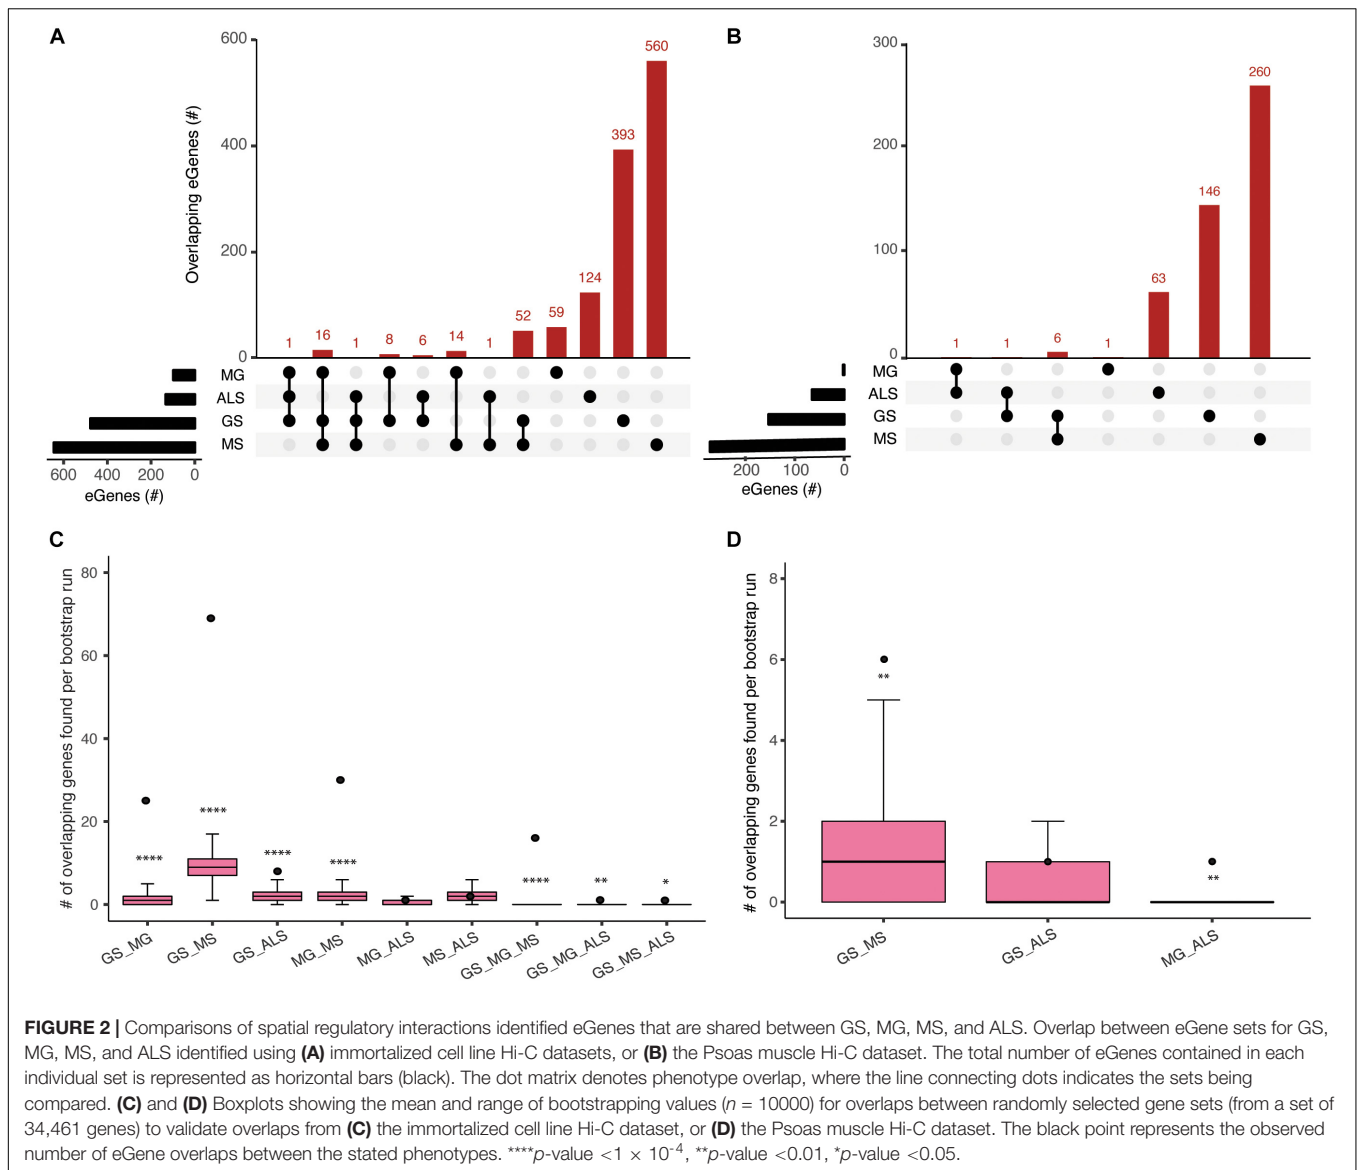 A
B
600
400
200
0
Overlapping eGenes (#)
1
16
1
8
6
14
1
52
59
124
393
560
MG
ALS
GS
MS
600
400
200
0
eGenes (#)
300
200
100
0
1
1
6
1
63
146
260
MG
ALS
GS
MS
200
100
0
eGenes (#)
C
D
# of overlapping genes found per bootstrap run
80
60
40
20
0
****
****
****
****
****
**
*
GS_MG
GS_MS
GS_ALS
MG_MS
MG_ALS
MS_ALS
GS_MG_MS
GS_MG_ALS
GS_MS_ALS
# of overlapping genes found per bootstrap run
8
6
4
2
0
**
**
GS_MS
GS_ALS
MG_ALS
FIGURE 2 | Comparisons of spatial regulatory interactions identified eGenes that are shared between GS, MG, MS, and ALS. Overlap between eGene sets for GS,
MG, MS, and ALS identified using (A) immortalized cell line Hi-C datasets, or (B) the Psoas muscle Hi-C dataset. The total number of eGenes contained in each
individual set is represented as horizontal bars (black). The dot matrix denotes phenotype overlap, where the line connecting dots indicates the sets being
compared. (C) and (D) Boxplots showing the mean and range of bootstrapping values (n = 10000) for overlaps between randomly selected gene sets (from a set of
34,461 genes) to validate overlaps from (C) the immortalized cell line Hi-C dataset, or (D) the Psoas muscle Hi-C dataset. The black point represents the observed
number of eGene overlaps between the stated phenotypes. ****p-value <1 × 10⁻⁴, **p-value <0.01, *p-value <0.05.